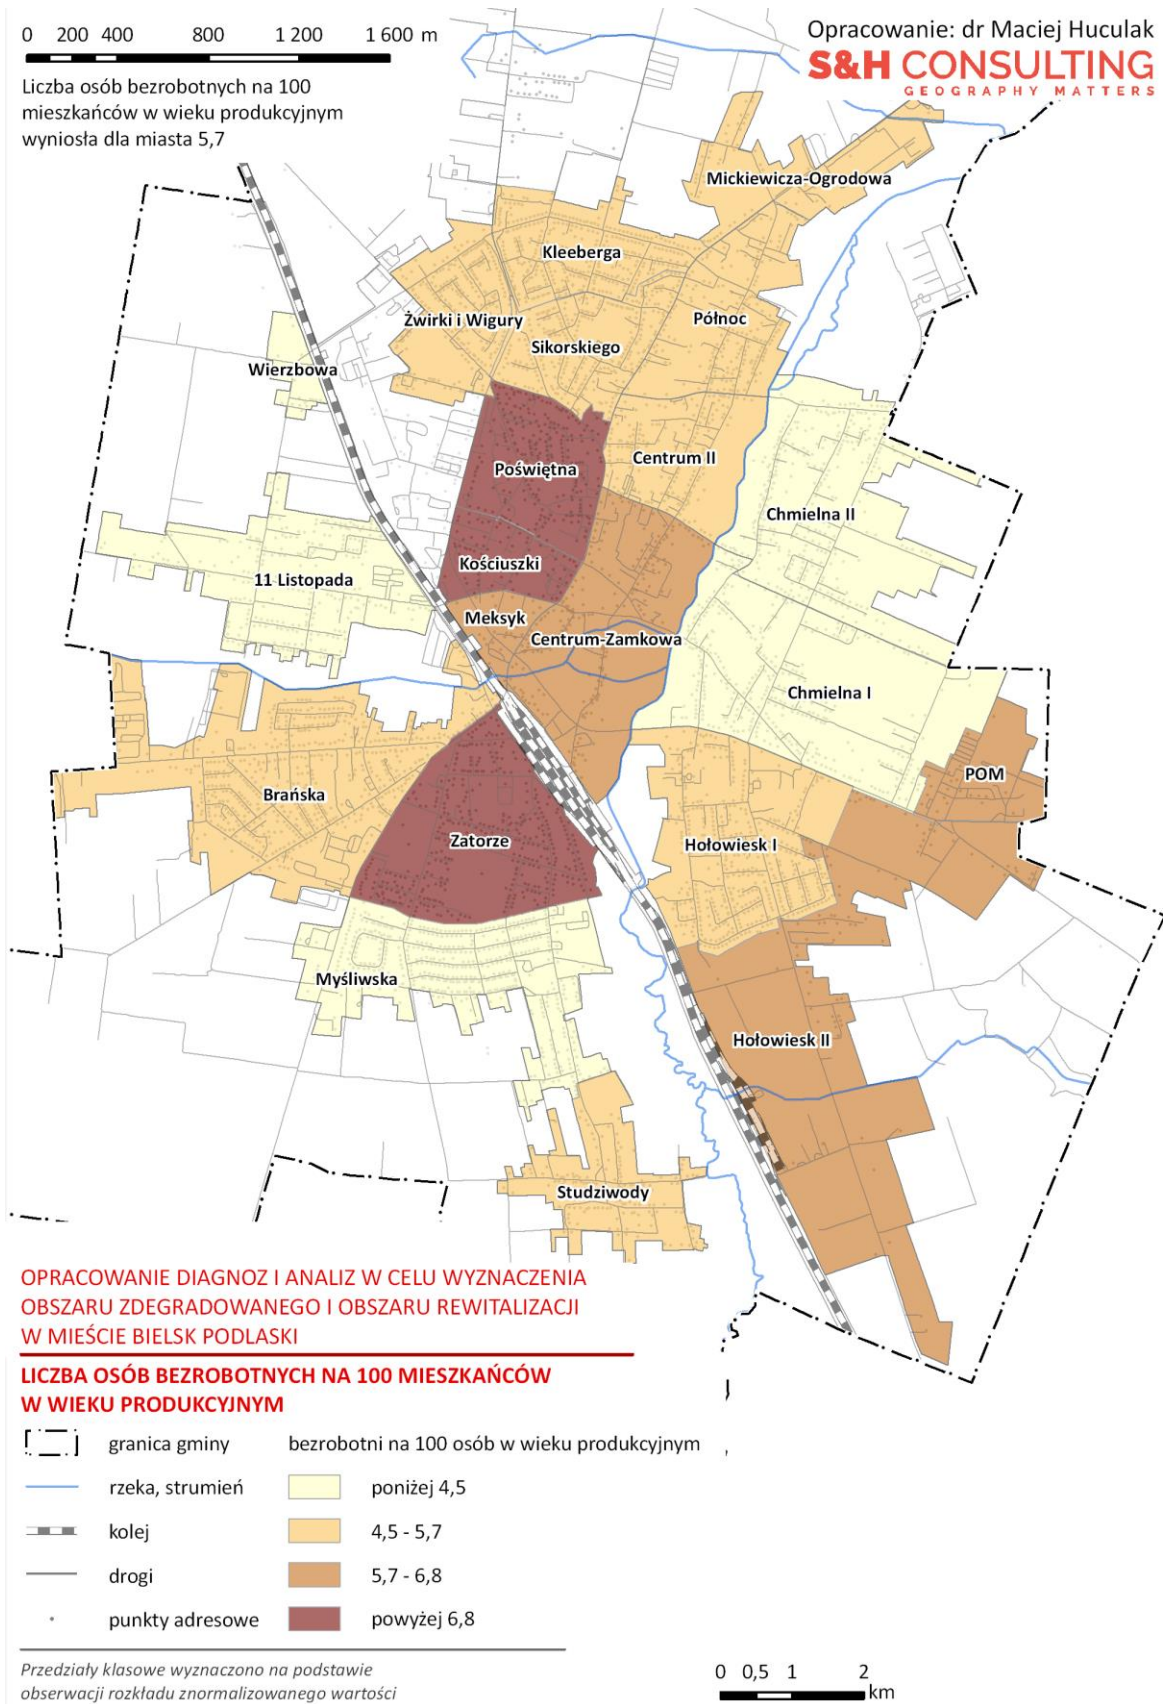 0 200 400 800 1 200 1 600 m
Opracowanie: dr Maciej Huculak
S&H CONSULTING
GEOGRAPHY MATTERS
Liczba osób bezrobotnych na 100
mieszkańców w wieku produkcyjnym
wyniosła dla miasta 5,7
Mickiewicza-Ogrodowa
Kleeberga
Żwirki i Wigury
Północ
Sikorskiego
Wierzbowa
Poświętna
Centrum II
Chmielna II
Kościuszki
11 Listopada
Meksyk
Centrum-Zamkowa
Chmielna I
POM
Brańska
Zatorze
Hołowiesk I
Myśliwska
Hołowiesk II
Studziwody
OPRACOWANIE DIAGNOZ I ANALIZ W CELU WYZNACZENIA
OBSZARU ZDEGRADOWANEGO I OBSZARU REWITALIZACJI
W MIEŚCIE BIELSK PODLASKI
LICZBA OSÓB BEZROBOTNYCH NA 100 MIESZKAŃCÓW
W WIEKU PRODUKCYJNYM
granica gminy
bezrobotni na 100 osób w wieku produkcyjnym
rzeka, strumień
poniżej 4,5
kolej
4,5 - 5,7
drogi
5,7 - 6,8
punkty adresowe
powyżej 6,8
Przedziały klasowe wyznaczono na podstawie
obserwacji rozkładu znormalizowanego wartości
0 0,5 1 2
km